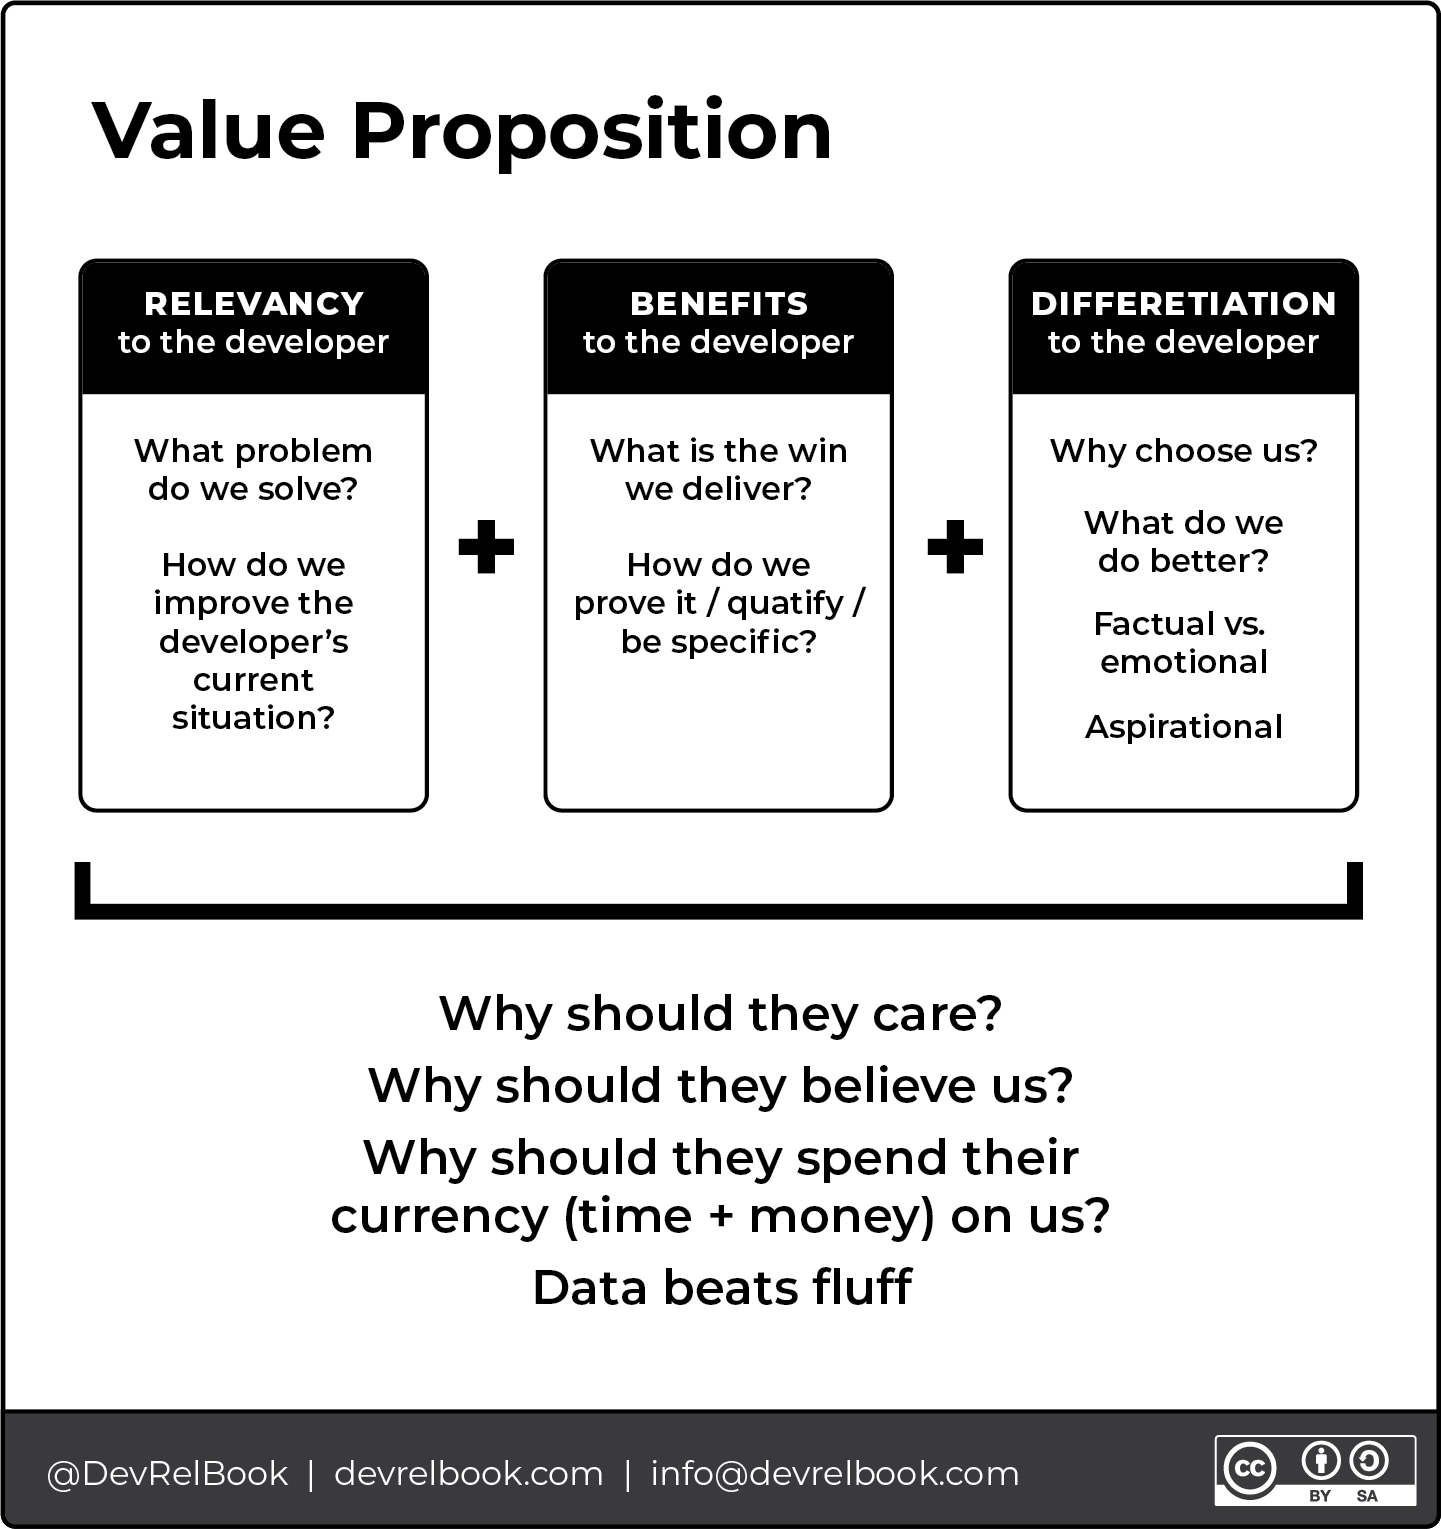 Value Proposition
RELEVANCY
to the developer
What problem
do we solve?
How do we
improve the
developer’s
current
situation?
+
BENEFITS
to the developer
What is the win
we deliver?
How do we
prove it / quatify /
be specific?
+
DIFFERETIATION
to the developer
Why choose us?
What do we
do better?
Factual vs.
emotional
Aspirational
Why should they care?
Why should they believe us?
Why should they spend their
currency (time + money) on us?
Data beats fluff
@DevRelBook | devrelbook.com | info@devrelbook.com
cc
BY SA